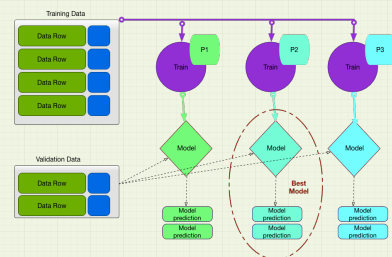 Training Data
Data Row
Data Row
Data Row
Data Row
P1
P2
P3
Train
Train
Train
Model
Model
Model
Validation Data
Data Row
Data Row
Best
Model
Model
prediction
Model
prediction
Model
prediction
Model
prediction
Model
prediction
Model
prediction